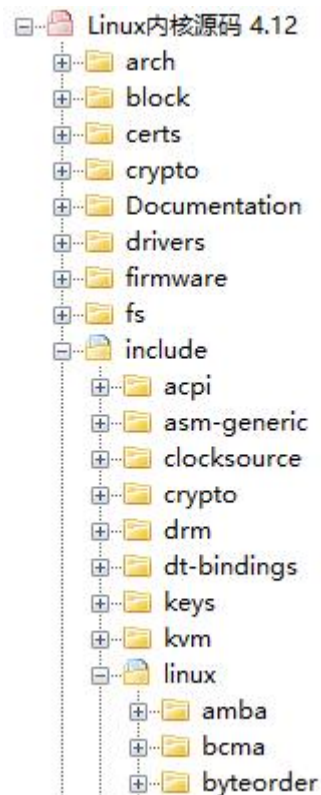 Linux内核源码 4.12
arch
block
certs
crypto
Documentation
drivers
firmware
fs
include
acpi
asm-generic
clocksource
crypto
drm
dt-bindings
keys
kvm
linux
amba
bcma
byteorder